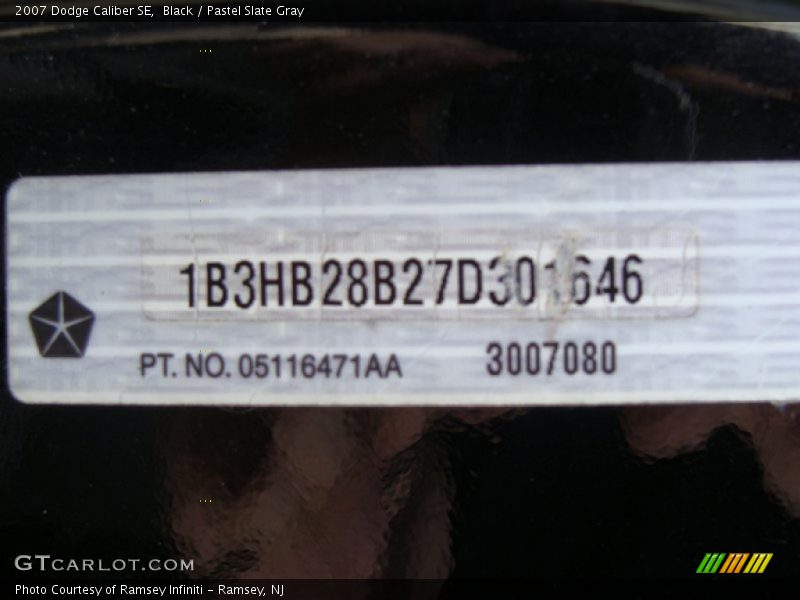 2007 Dodge Caliber SE, Black / Pastel Slate Gray
1B3HB28B27D301646
PT. NO. 05116471AA 3007080
GTCARLOT.COM
Photo Courtesy of Ramsey Infiniti - Ramsey, NJ